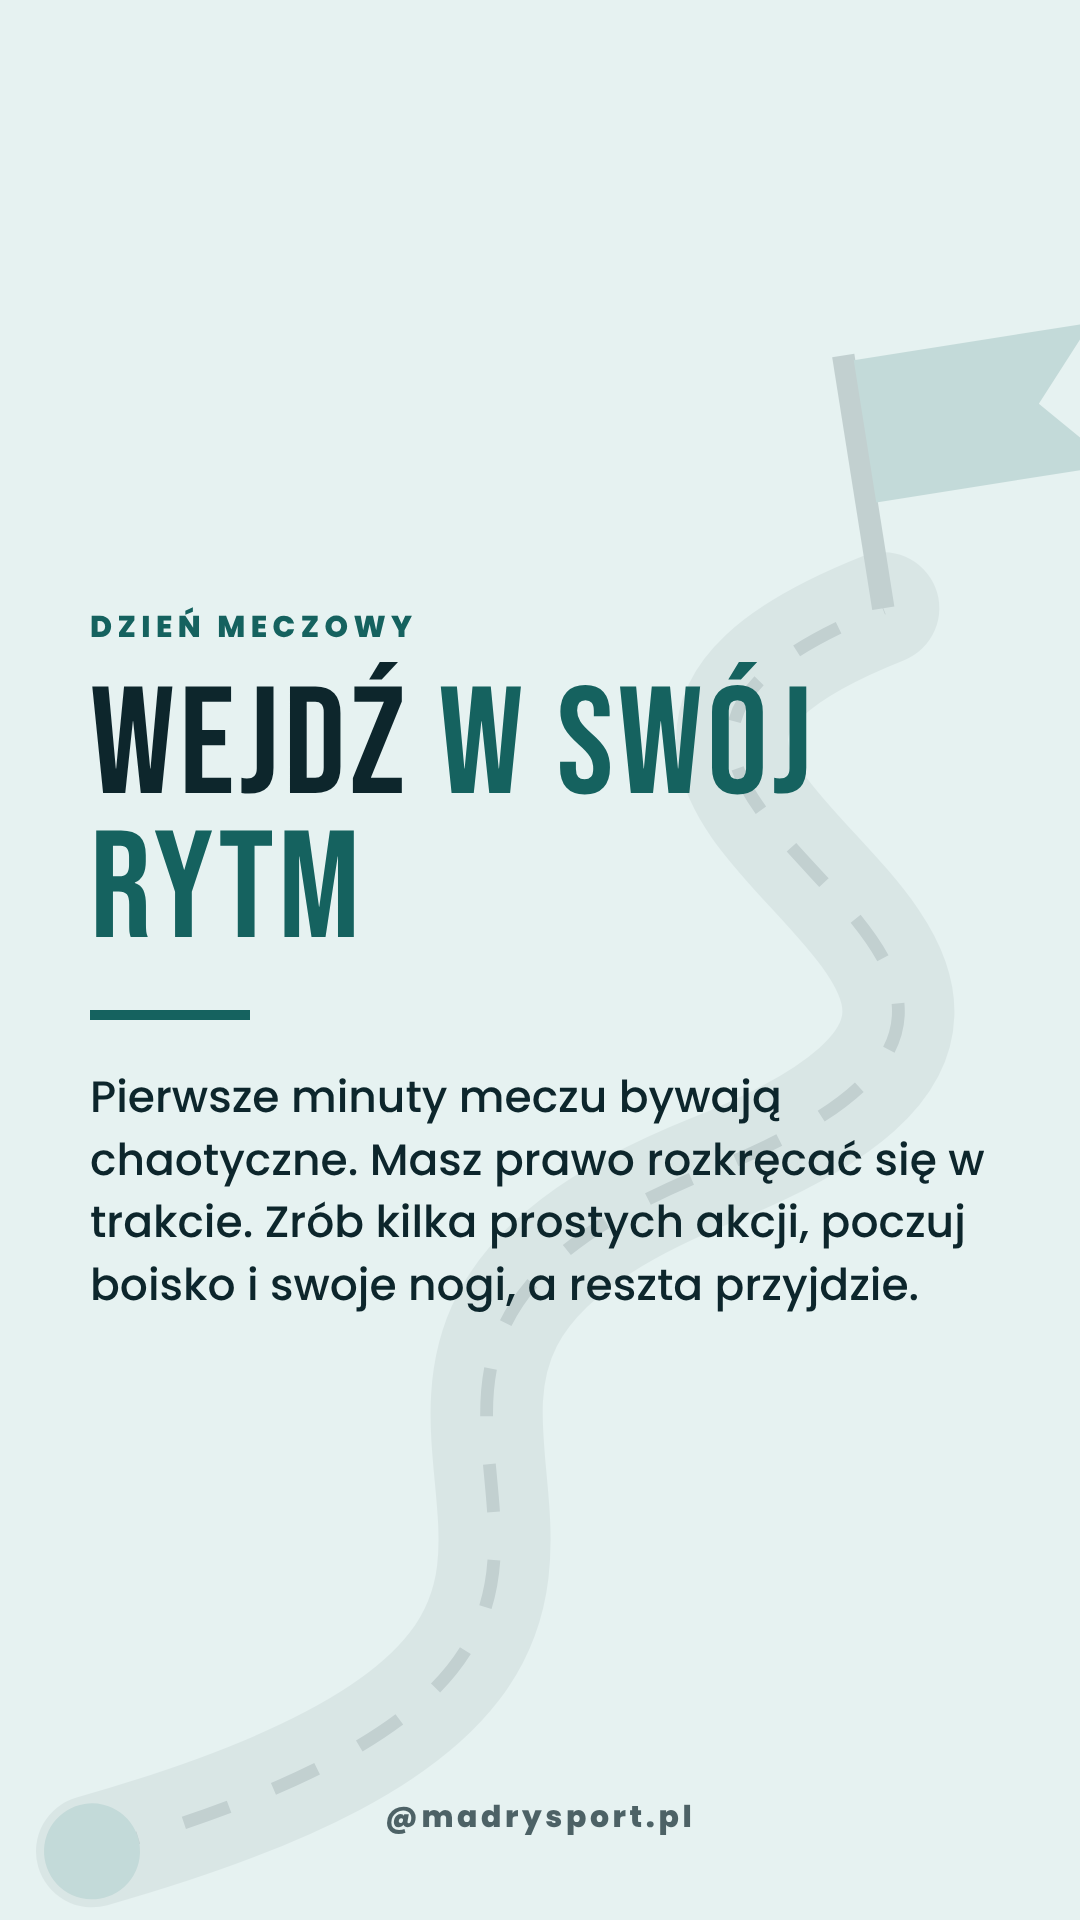 DZIEŃ MECZOWY
WEJDŹ W SWÓJ
RYTM
Pierwsze minuty meczu bywają
chaotyczne. Masz prawo rozkręcać się w
trakcie. Zrób kilka prostych akcji, poczuj
boisko i swoje nogi, a reszta przyjdzie.
@madrysport.pl